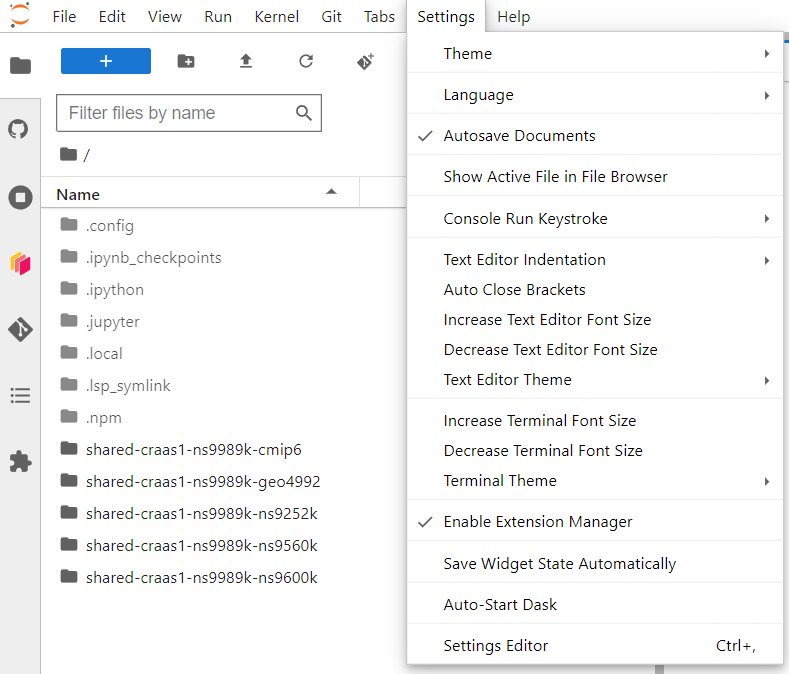 File Edit View Run Kernel Git Tabs Settings Help
Filter files by name
/
Name
.config
.ipynb_checkpoints
.ipython
.jupyter
.local
.lsp_symlink
.npm
shared-craas1-ns9989k-cmip6
shared-craas1-ns9989k-geo4992
shared-craas1-ns9989k-ns9252k
shared-craas1-ns9989k-ns9560k
shared-craas1-ns9989k-ns9600k
Theme
Language
Autosave Documents
Show Active File in File Browser
Console Run Keystroke
Text Editor Indentation
Auto Close Brackets
Increase Text Editor Font Size
Decrease Text Editor Font Size
Text Editor Theme
Increase Terminal Font Size
Decrease Terminal Font Size
Terminal Theme
Enable Extension Manager
Save Widget State Automatically
Auto-Start Dask
Settings Editor Ctrl+,